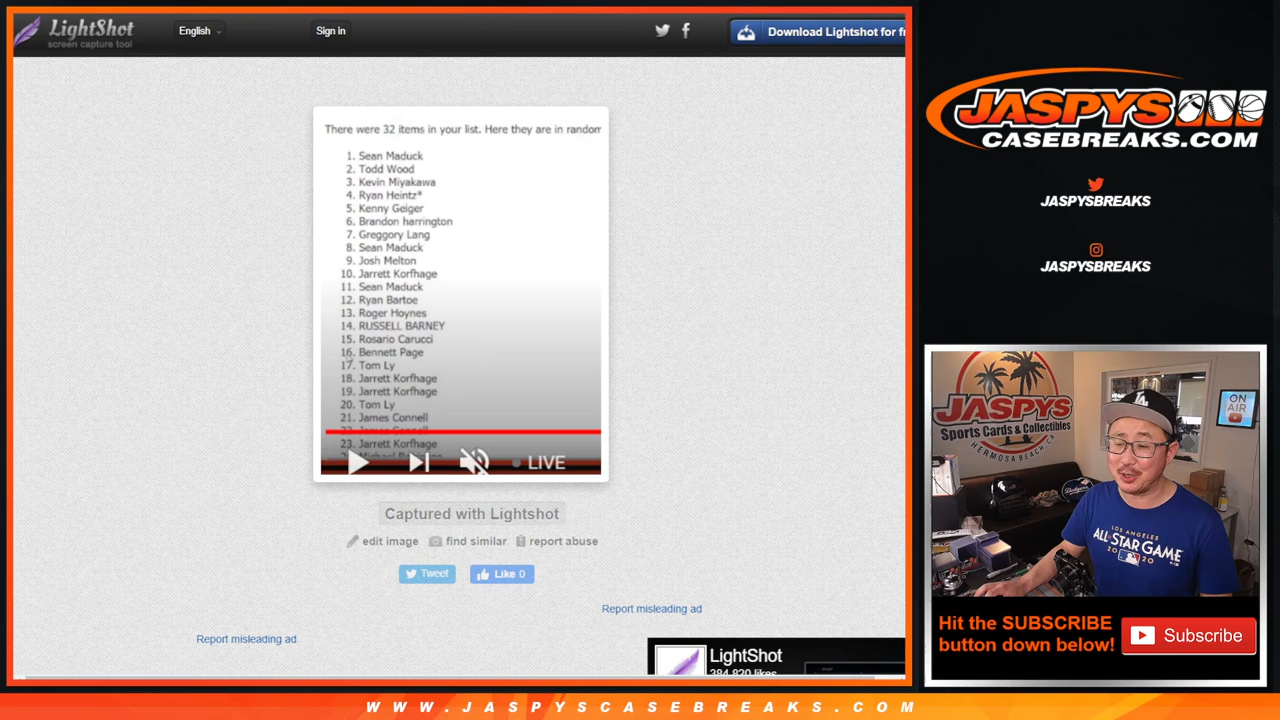 LightShot
screen capture tool
English
Sign in
Download Lightshot for fr
There were 32 items in your list. Here they are in random
1. Sean Maduck
2. Todd Wood
3. Kevin Miyakawa
4. Ryan Heintz*
5. Kenny Geiger
6. Brandon harrington
7. Greggory Lang
8. Sean Maduck
9. Josh Melton
10. Jarrett Korfhage
11. Sean Maduck
12. Ryan Bartoe
13. Roger Hoynes
14. RUSSELL BARNEY
15. Rosario Carucci
16. Bennett Page
17. Tom Ly
18. Jarrett Korfhage
19. Jarrett Korfhage
20. Tom Ly
21. James Connell
23. Jarrett Korfhage
LIVE
Captured with Lightshot
edit image
find similar
report abuse
Tweet
Like 0
Report misleading ad
Report misleading ad
LightShot
384,820 likes
JASPYS
CASEBREAKS.COM
JASPYSBREAKS
JASPYSBREAKS
JASPYS
Sports Cards & Collectibles
HERMOSA BEACH, CA
ON
AIR
Dodgers
LA
LOS ANGELES
ALL-STAR GAME
2020
Hit the SUBSCRIBE
button down below!
Subscribe
WWW.JASPYSCASEBREAKS.COM